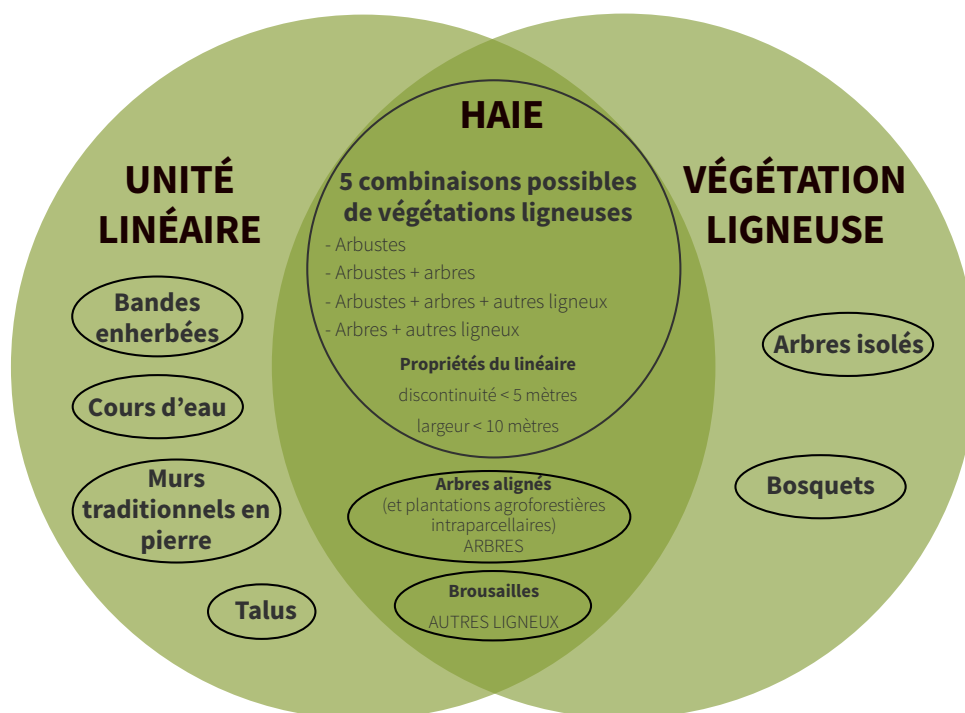 HAIE
5 combinaisons possibles
de végétations ligneuses
- Arbustes
- Arbustes + arbres
- Arbustes + arbres + autres ligneux
- Arbres + autres ligneux
Propriétés du linéaire
discontinuité < 5 mètres
largeur < 10 mètres
Arbres alignés
(et plantations agroforestières
intraparcellaires)
ARBRES
Brousailles
AUTRES LIGNEUX
UNITÉ
LINÉAIRE
Bandes
enherbées
Cours d’eau
Murs
traditionnels en
pierre
Talus
VÉGÉTATION
LIGNEUSE
Arbres isolés
Bosquets